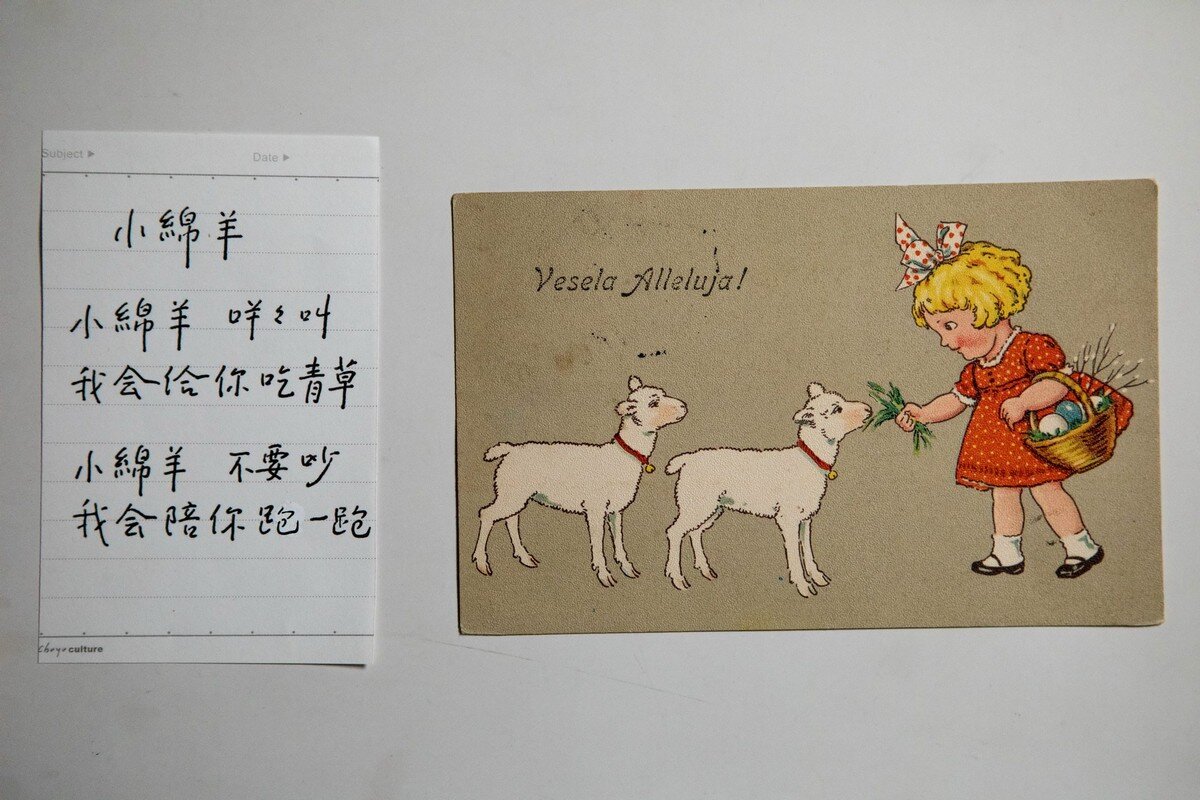 Subject ▶ Date ▶
小綿羊
小綿羊 咩々叫
我会给你吃青草
小綿羊 不要吵
我会陪你跑一跑
choyo culture
Vesela Alleluja!